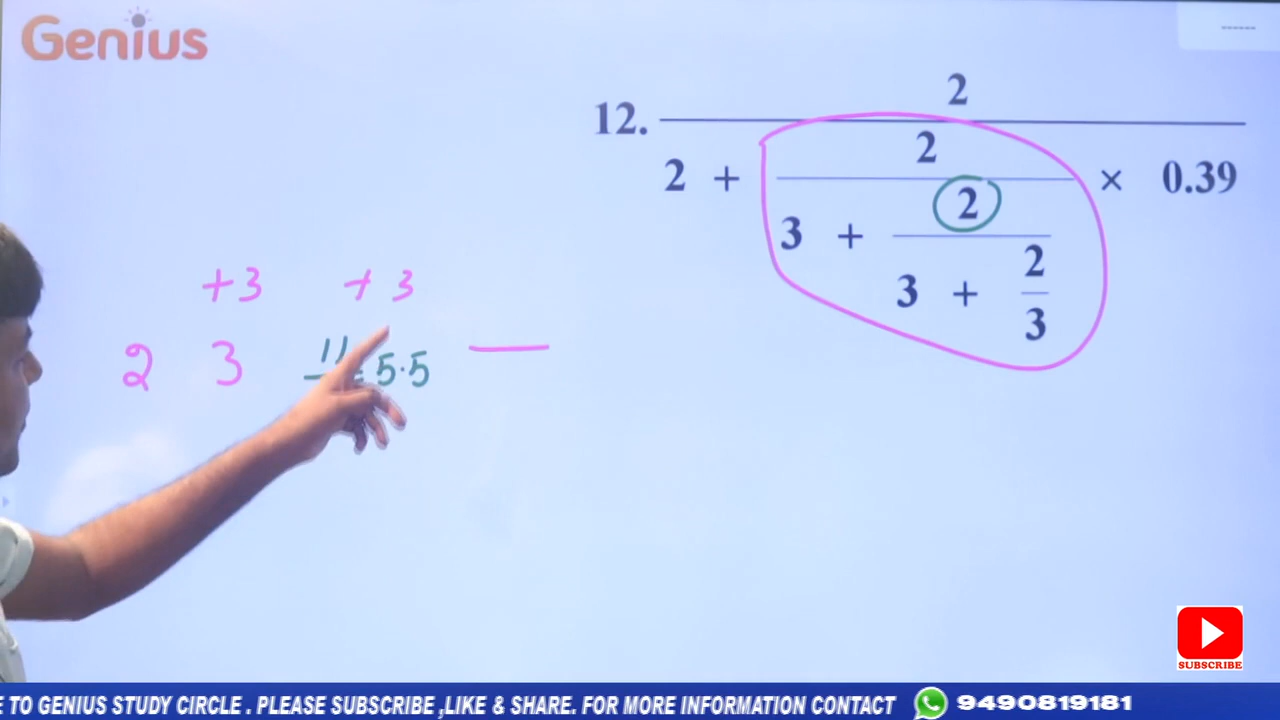 Genius
12.
2
2 + 2 × 0.39
3 + 2
3 + 2
3
+3 + 3
2 3 11 5.5
SUBSCRIBE
E TO GENIUS STUDY CIRCLE . PLEASE SUBSCRIBE ,LIKE & SHARE. FOR MORE INFORMATION CONTACT 9490819181